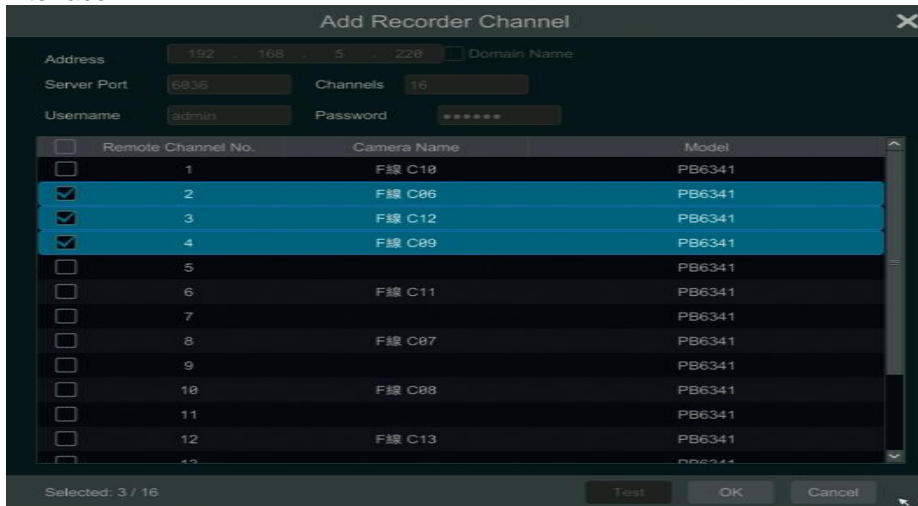 Add Recorder Channel
Address 192 . 168 . 5 . 220 Domain Name
Server Port 6036 Channels 16
Username admin Password ●●●●●●
Remote Channel No. Camera Name Model
1 F線 C10 PB6341
2 F線 C06 PB6341
3 F線 C12 PB6341
4 F線 C09 PB6341
5 PB6341
6 F線 C11 PB6341
7 PB6341
8 F線 C07 PB6341
9 PB6341
10 F線 C08 PB6341
11 PB6341
12 F線 C13 PB6341
13 PB6341
Selected: 3 / 16 Test OK Cancel